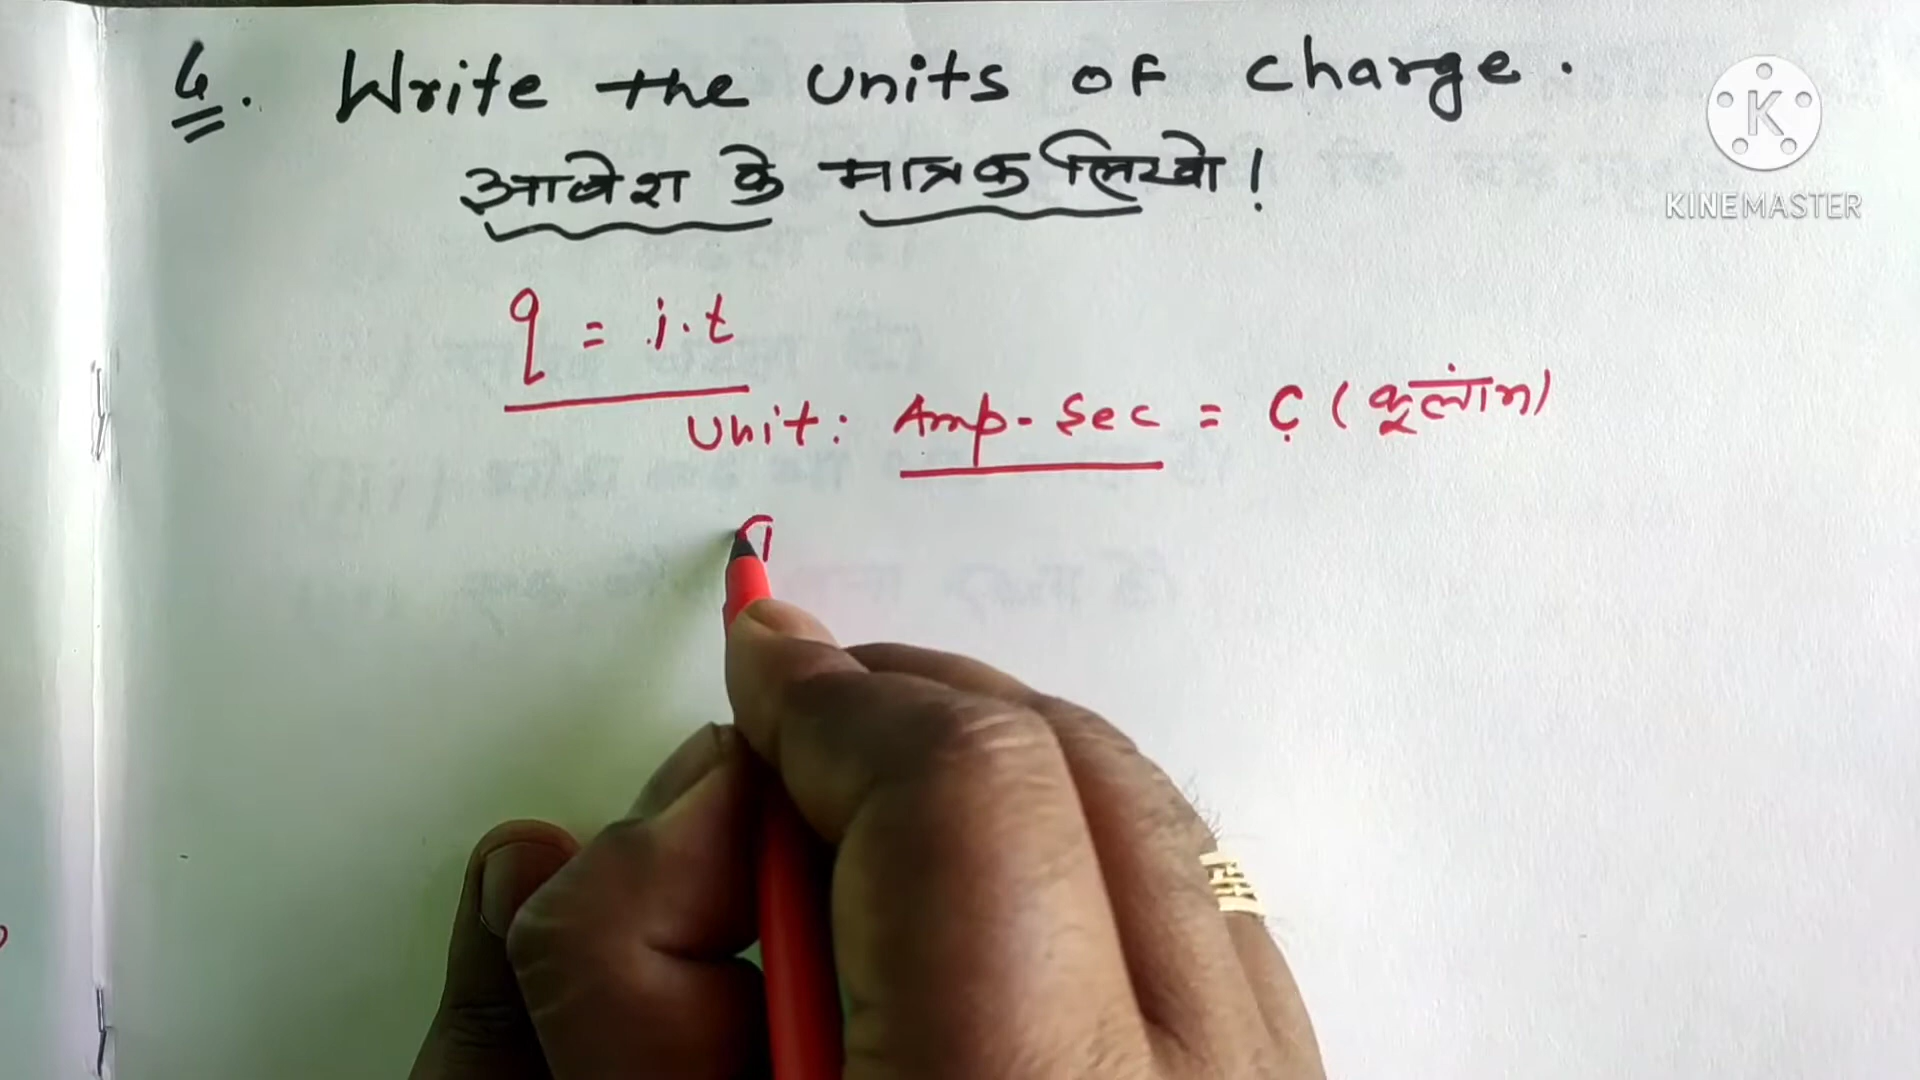 4. Write the units of charge.
आवेश के मात्रक लिखो!
q = i.t
Unit: Amp-Sec = C (कूलॉम)
K
KINEMASTER